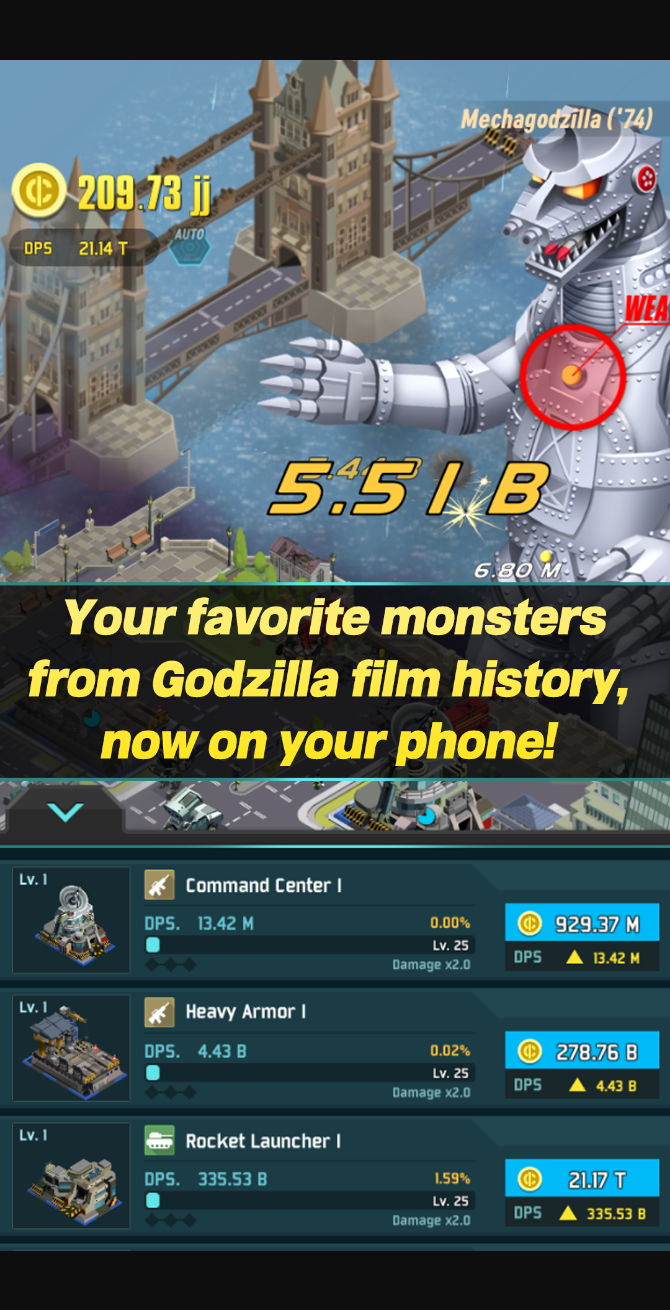 Mechagodzilla ('74)
209.73 jj
DPS 21.14 T
AUTO
5.51 B
6.80 M
Your favorite monsters
from Godzilla film history,
now on your phone!
Lv. 1
Command Center I
DPS. 13.42 M 0.00%
Lv. 25
Damage x2.0
929.37 M
DPS 13.42 M
Lv. 1
Heavy Armor I
DPS. 4.43 B 0.02%
Lv. 25
Damage x2.0
278.76 B
DPS 4.43 B
Lv. 1
Rocket Launcher I
DPS. 335.53 B 1.59%
Lv. 25
Damage x2.0
21.17 T
DPS 335.53 B